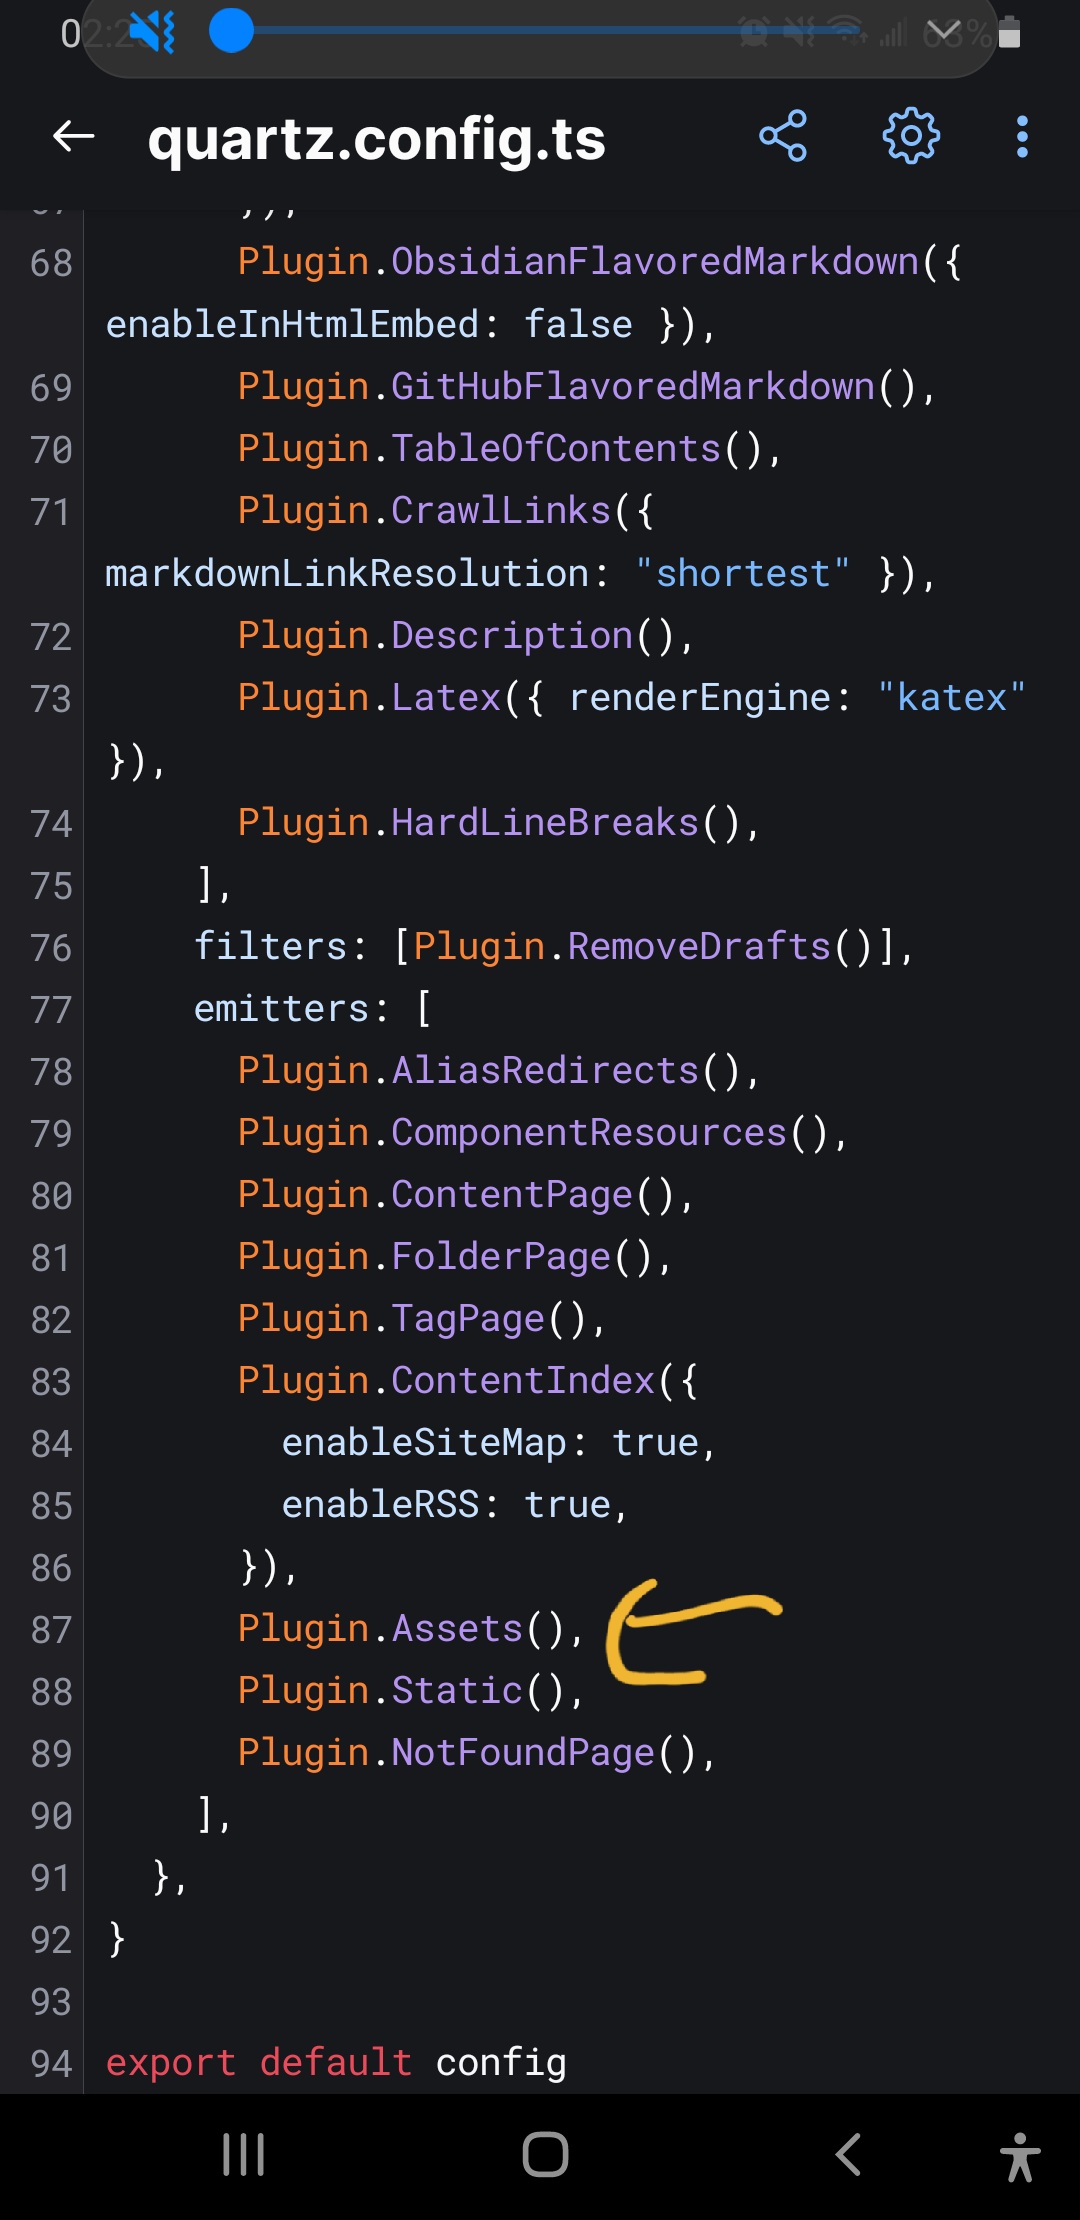 quartz.config.ts
68 Plugin.ObsidianFlavoredMarkdown({
enableInHtmlEmbed: false }),
69 Plugin.GitHubFlavoredMarkdown(),
70 Plugin.TableOfContents(),
71 Plugin.CrawlLinks({
markdownLinkResolution: "shortest" }),
72 Plugin.Description(),
73 Plugin.Latex({ renderEngine: "katex"
}),
74 Plugin.HardLineBreaks(),
75 ],
76 filters: [Plugin.RemoveDrafts()],
77 emitters: [
78 Plugin.AliasRedirects(),
79 Plugin.ComponentResources(),
80 Plugin.ContentPage(),
81 Plugin.FolderPage(),
82 Plugin.TagPage(),
83 Plugin.ContentIndex({
84 enableSiteMap: true,
85 enableRSS: true,
86 }),
87 Plugin.Assets(),
88 Plugin.Static(),
89 Plugin.NotFoundPage(),
90 ],
91 },
92 }
93
94 export default config